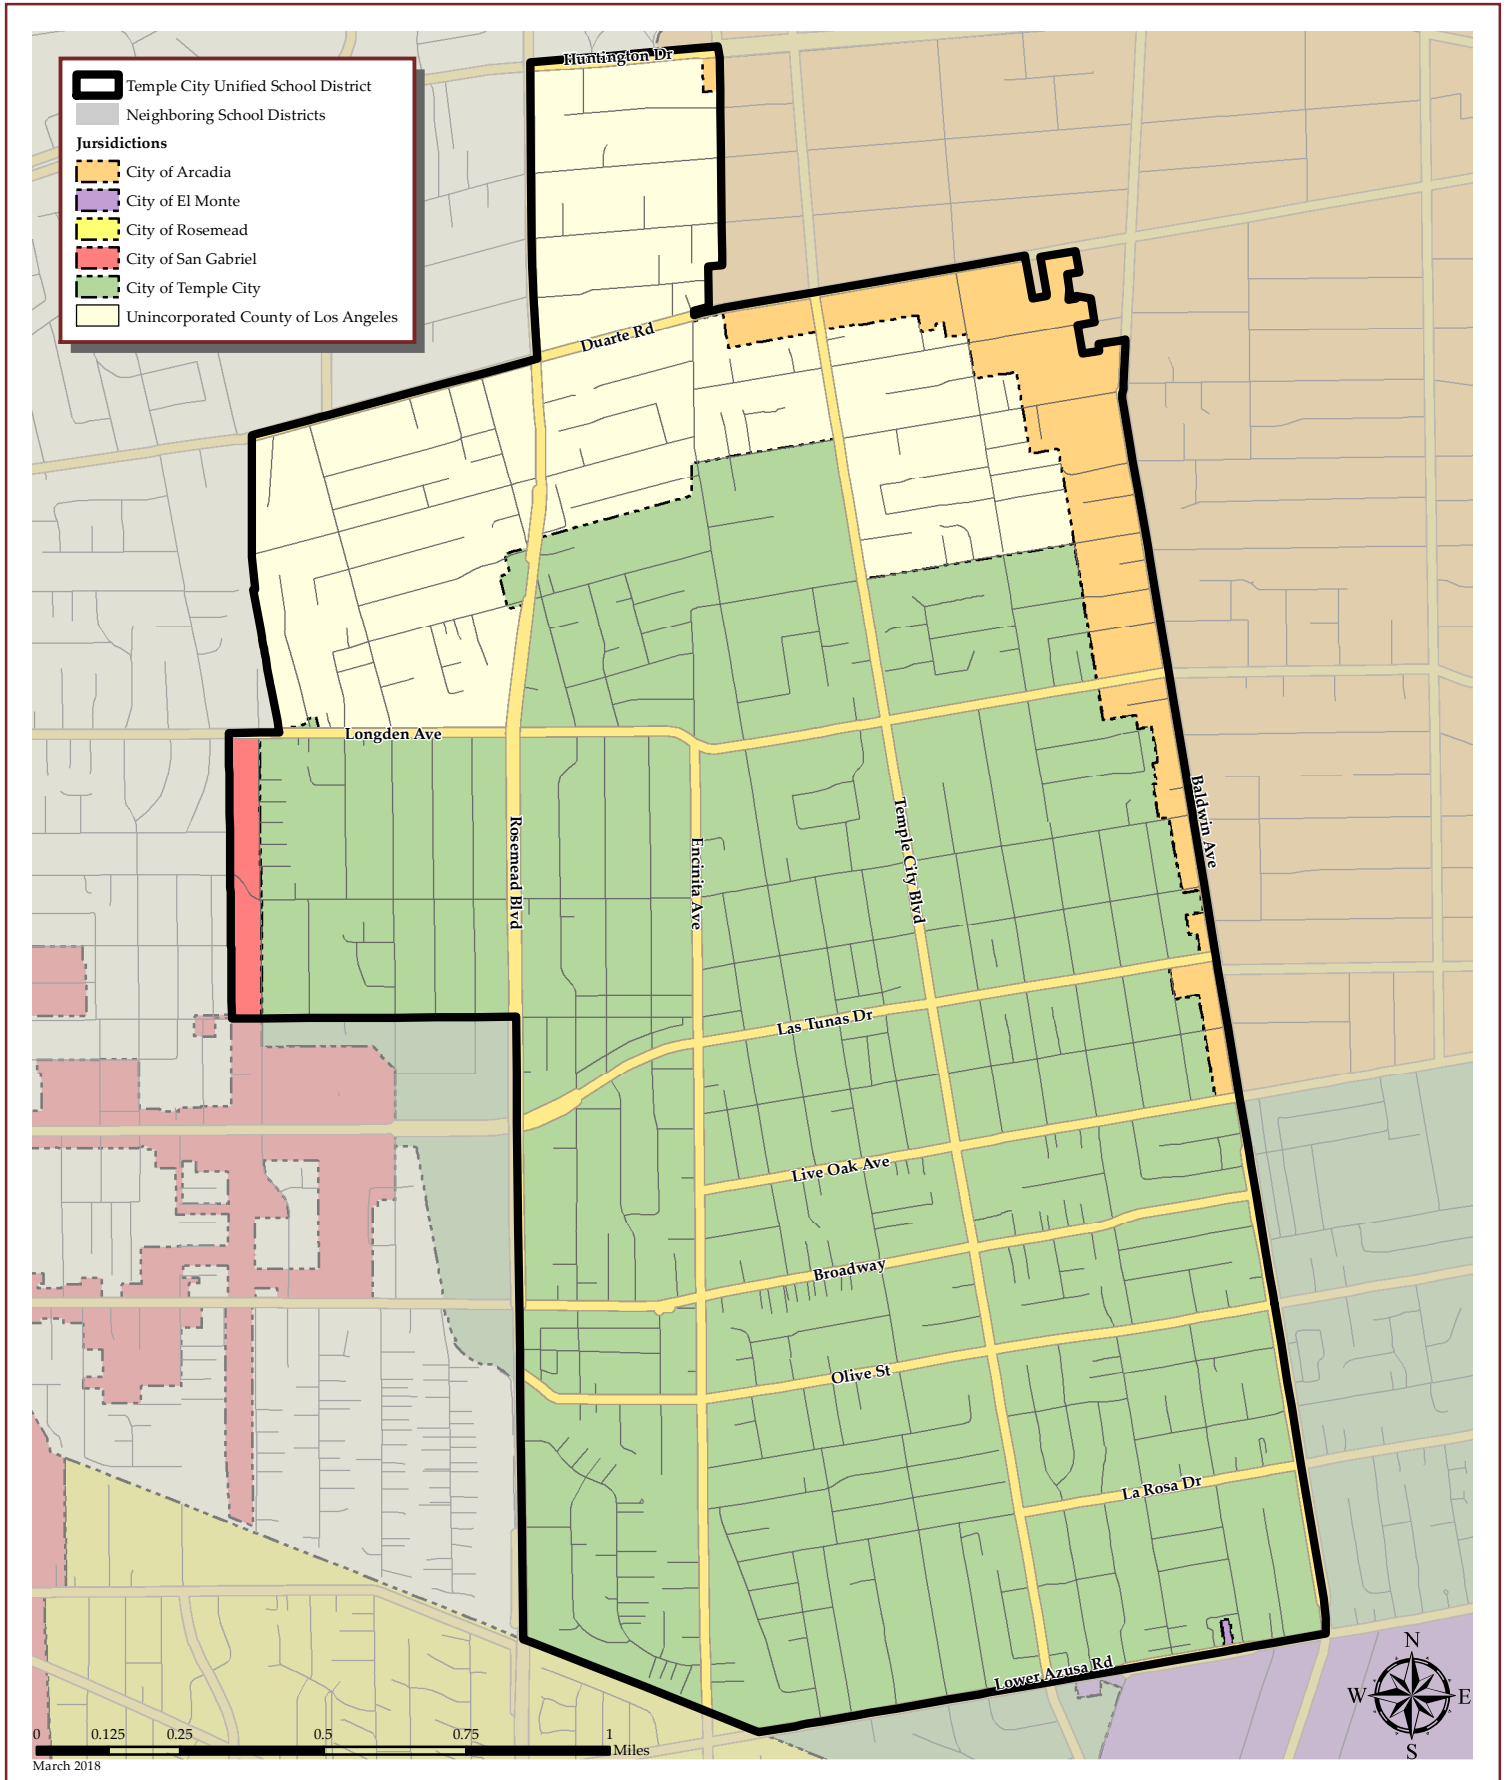 Huntington Dr
Temple City Unified School District
Neighboring School Districts
Jursidictions
City of Arcadia
City of El Monte
City of Rosemead
City of San Gabriel
City of Temple City
Unincorporated County of Los Angeles
Duarte Rd
Longden Ave
Rosemead Blvd
Encinita Ave
Temple City Blvd
Baldwin Ave
Las Tunas Dr
Live Oak Ave
Broadway
Olive St
La Rosa Dr
Lower Azusa Rd
N
W E
S
0 0.125 0.25 0.5 0.75 1
Miles
March 2018